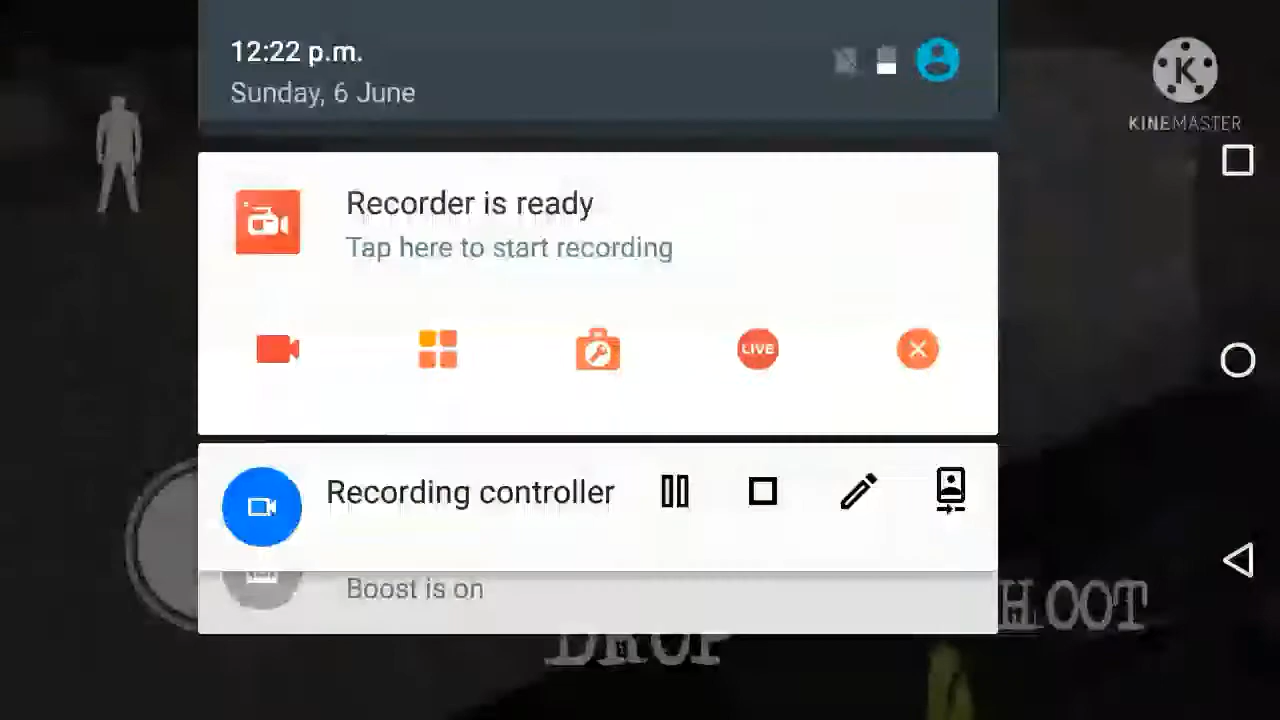 12:22 p.m.
Sunday, 6 June
KINEMASTER
Recorder is ready
Tap here to start recording
LIVE
Recording controller
Boost is on
HOOT
DROP